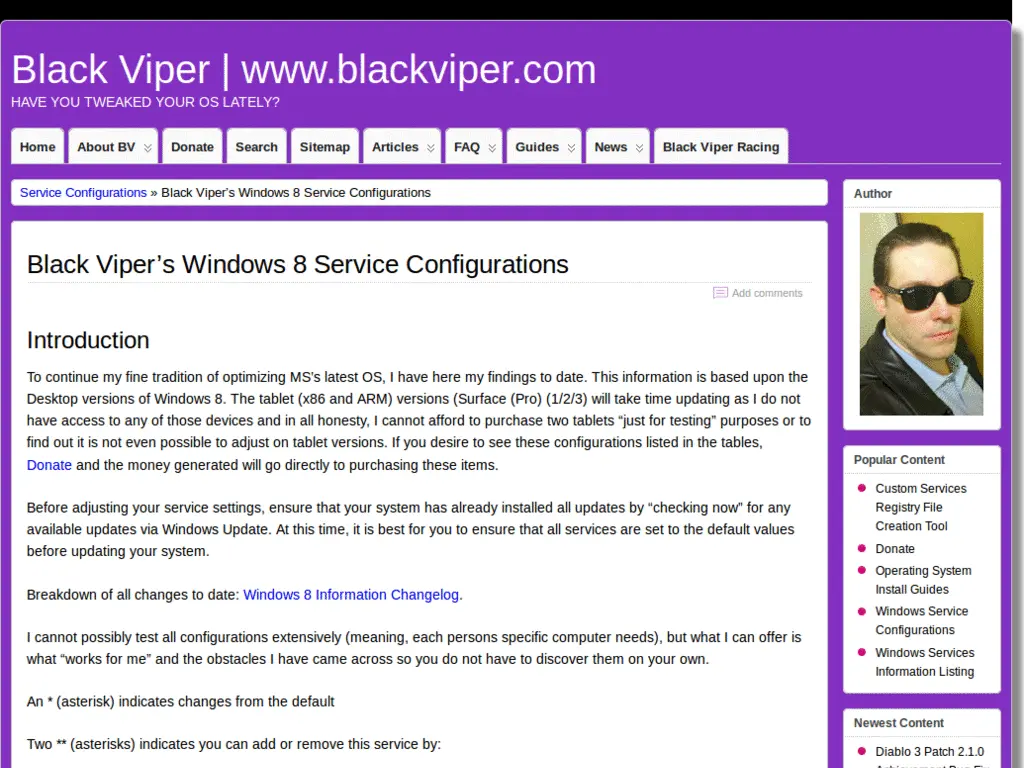 Black Viper | www.blackviper.com
HAVE YOU TWEAKED YOUR OS LATELY?
Home
About BV
Donate
Search
Sitemap
Articles
FAQ
Guides
News
Black Viper Racing
Service Configurations » Black Viper’s Windows 8 Service Configurations
Black Viper’s Windows 8 Service Configurations
Add comments
Introduction
To continue my fine tradition of optimizing MS’s latest OS, I have here my findings to date. This information is based upon the
Desktop versions of Windows 8. The tablet (x86 and ARM) versions (Surface (Pro) (1/2/3) will take time updating as I do not
have access to any of those devices and in all honesty, I cannot afford to purchase two tablets “just for testing” purposes or to
find out it is not even possible to adjust on tablet versions. If you desire to see these configurations listed in the tables,
Donate and the money generated will go directly to purchasing these items.
Before adjusting your service settings, ensure that your system has already installed all updates by “checking now” for any
available updates via Windows Update. At this time, it is best for you to ensure that all services are set to the default values
before updating your system.
Breakdown of all changes to date: Windows 8 Information Changelog.
I cannot possibly test all configurations extensively (meaning, each persons specific computer needs), but what I can offer is
what “works for me” and the obstacles I have came across so you do not have to discover them on your own.
An * (asterisk) indicates changes from the default
Two ** (asterisks) indicates you can add or remove this service by:
Author
Popular Content
Custom Services
Registry File
Creation Tool
Donate
Operating System
Install Guides
Windows Service
Configurations
Windows Services
Information Listing
Newest Content
Diablo 3 Patch 2.1.0